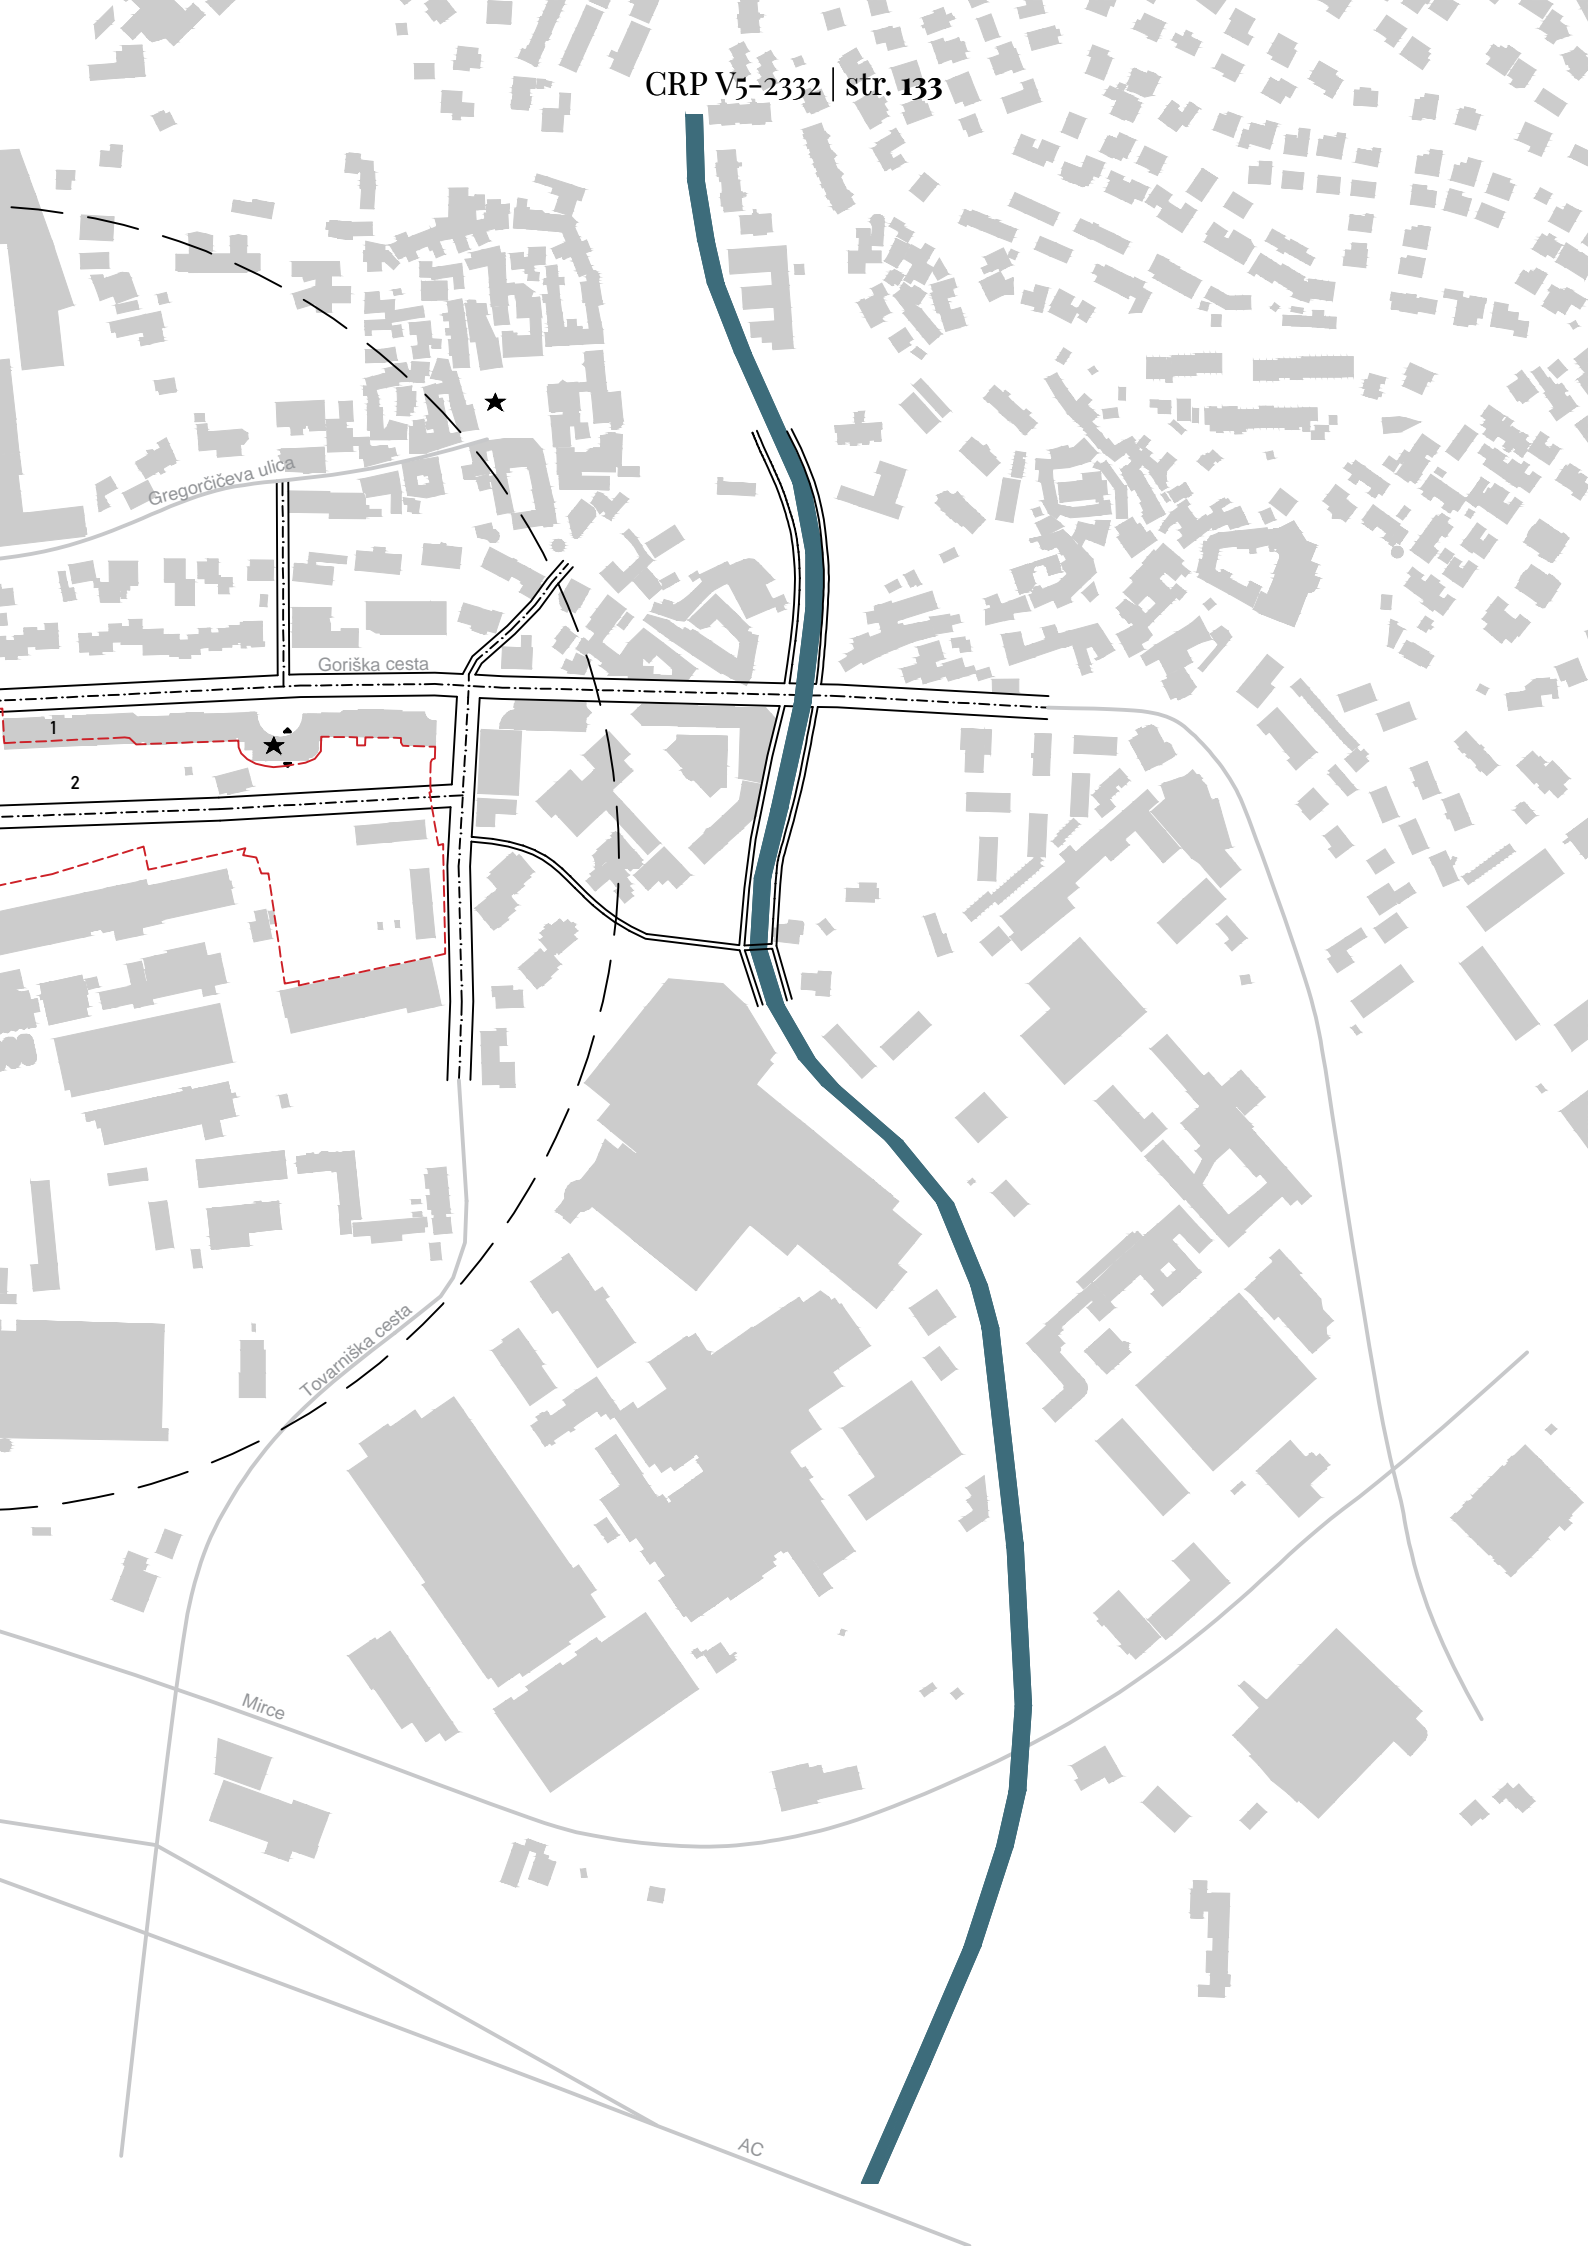 CRP V5-2332 | str. 133
Gregorčičeva ulica
Goriška cesta
1
2
Tovarniška cesta
Mirce
AC